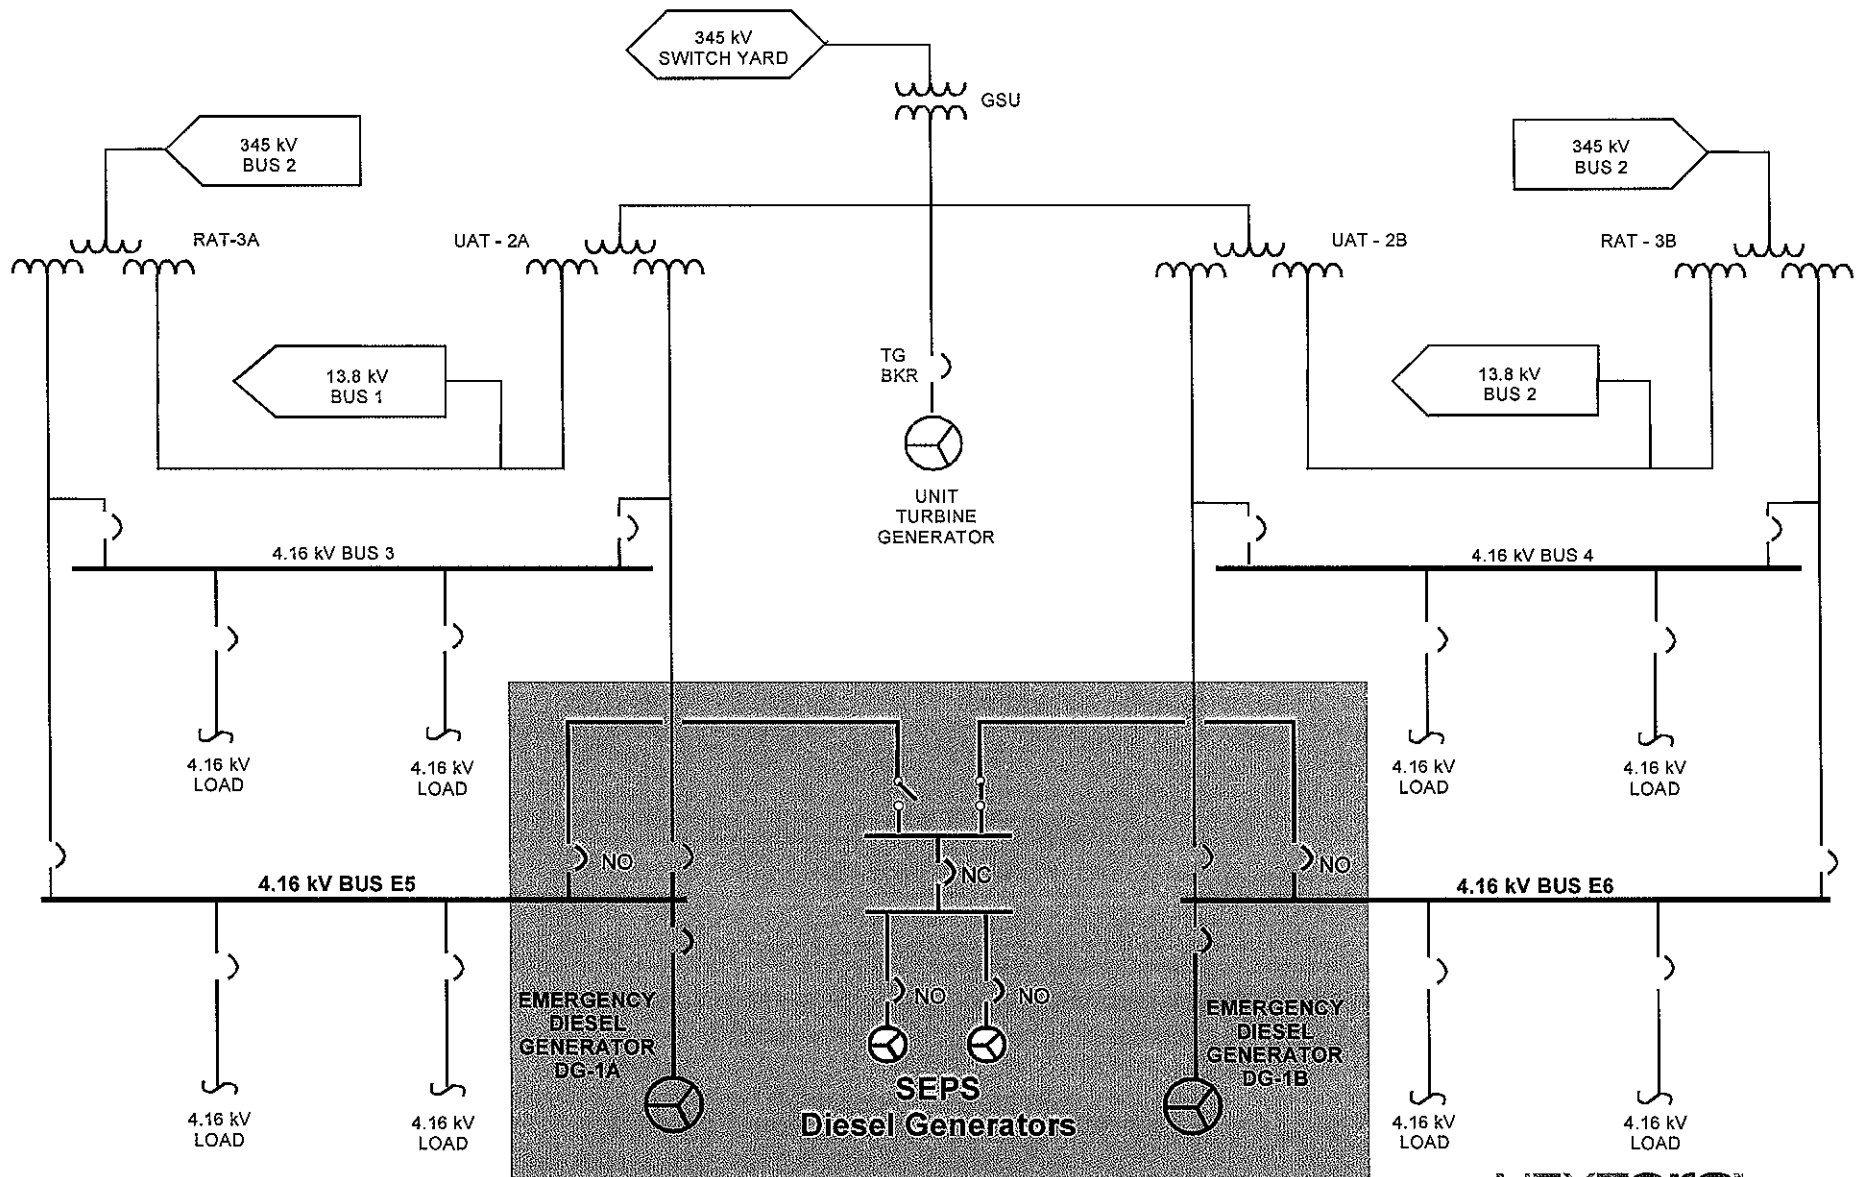 345 kV
SWITCH YARD
GSU
345 kV
BUS 2
345 kV
BUS 2
RAT-3A
UAT - 2A
UAT - 2B
RAT - 3B
13.8 kV
BUS 1
TG
BKR
13.8 kV
BUS 2
UNIT
TURBINE
GENERATOR
4.16 kV BUS 3
4.16 kV BUS 4
4.16 kV
LOAD
4.16 kV
LOAD
4.16 kV
LOAD
4.16 kV
LOAD
NO
NC
NO
4.16 kV BUS E5
4.16 kV BUS E6
NO
NO
EMERGENCY
DIESEL
GENERATOR
DG-1A
EMERGENCY
DIESEL
GENERATOR
DG-1B
SEPS
Diesel Generators
4.16 kV
LOAD
4.16 kV
LOAD
4.16 kV
LOAD
4.16 kV
LOAD